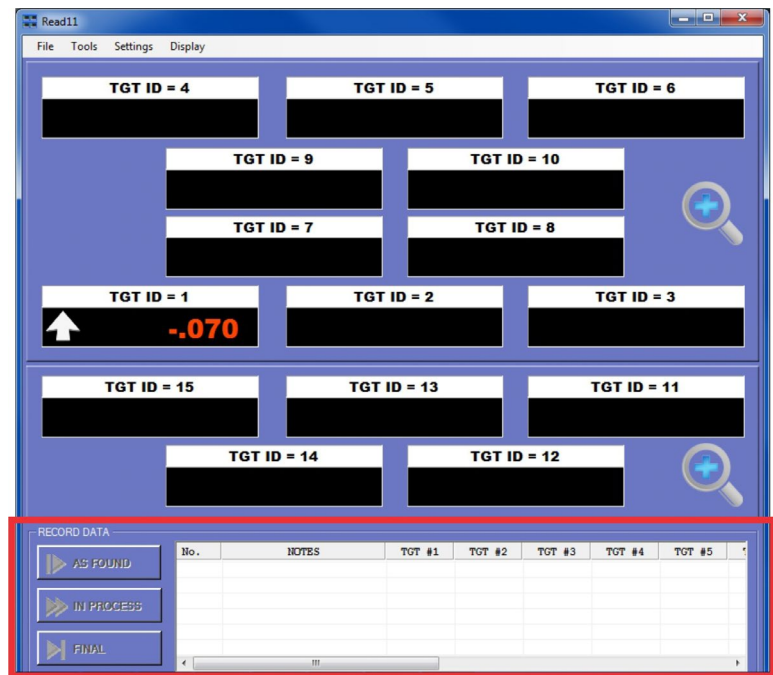 Read11
File Tools Settings Display
TGT ID = 4 TGT ID = 5 TGT ID = 6
TGT ID = 9 TGT ID = 10
TGT ID = 7 TGT ID = 8
TGT ID = 1 TGT ID = 2 TGT ID = 3
-.070
TGT ID = 15 TGT ID = 13 TGT ID = 11
TGT ID = 14 TGT ID = 12
RECORD DATA
No. NOTES TGT #1 TGT #2 TGT #3 TGT #4 TGT #5
AS FOUND
IN PROCESS
FINAL